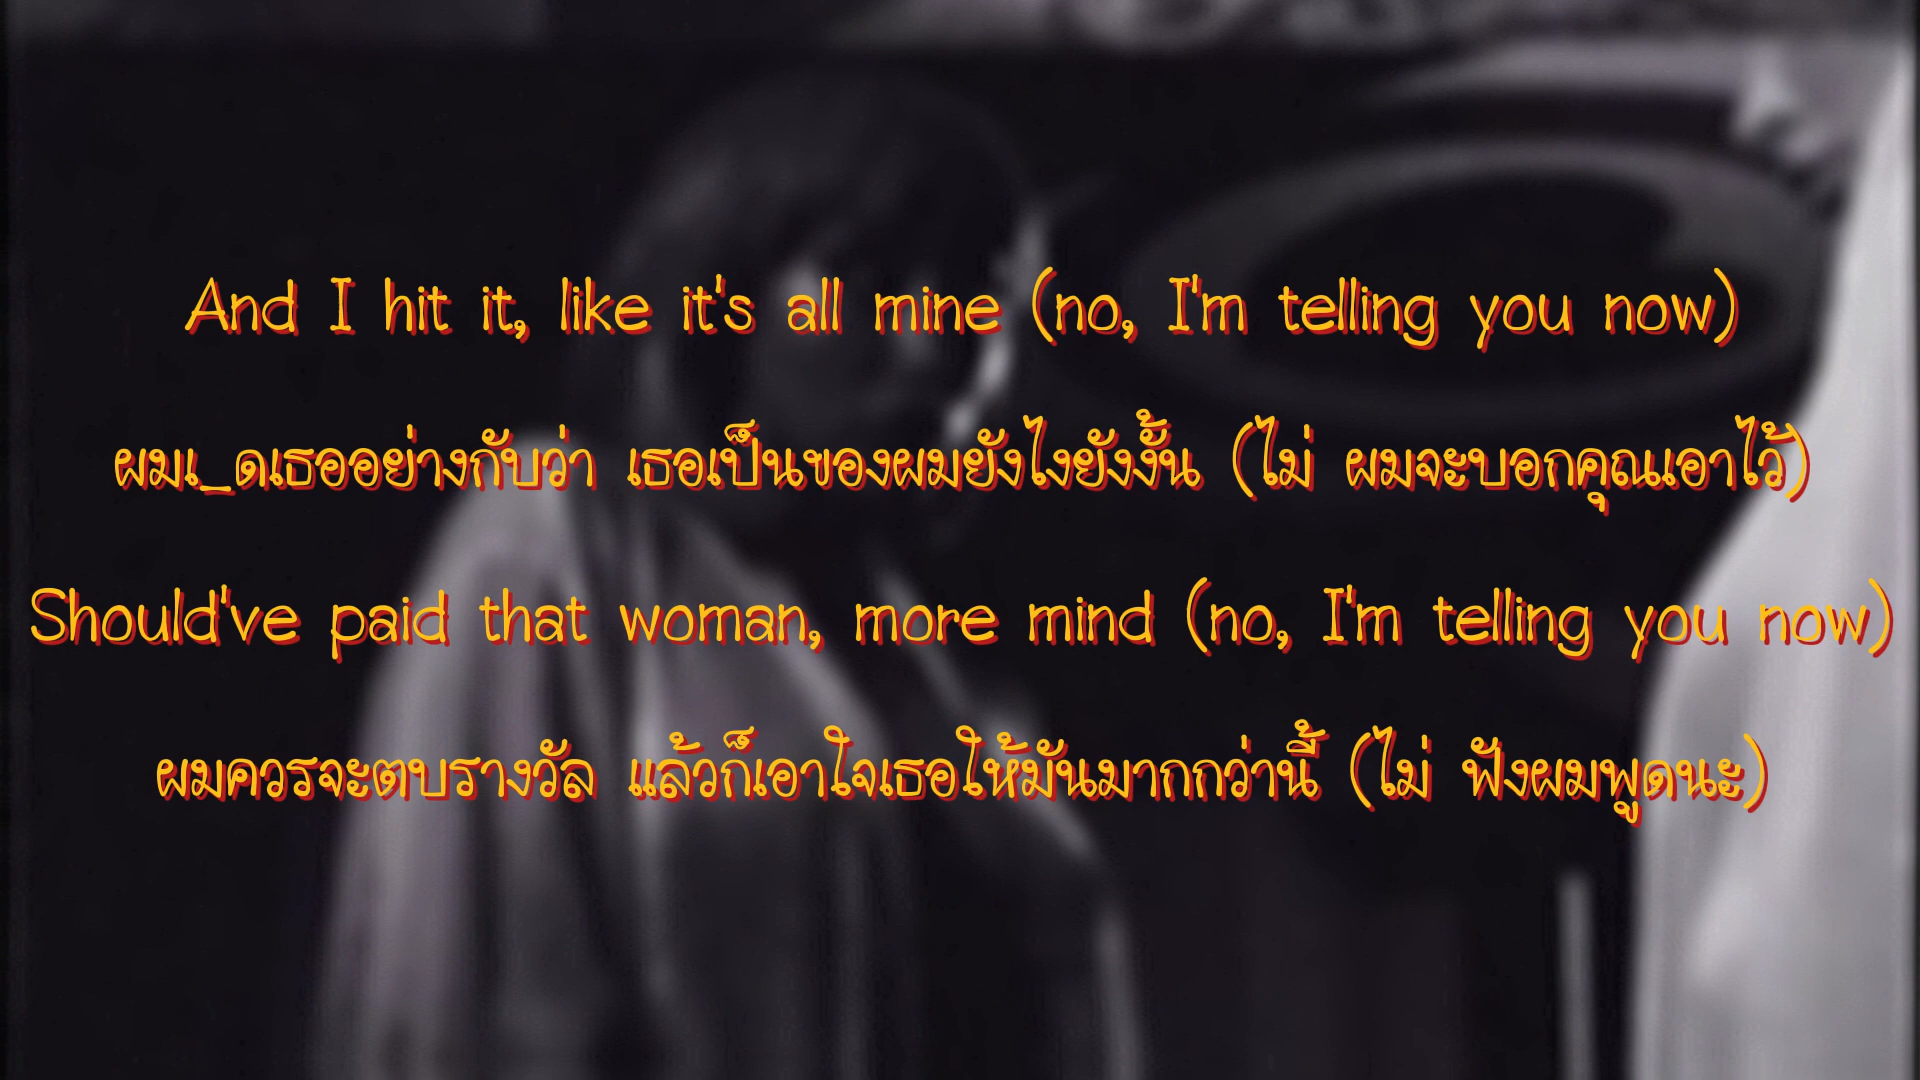 And I hit it, like it's all mine (no, I'm telling you now)
ผมเ_ดเธออย่างกับว่า เธอเป็นของผมยังไงยังงั้น (ไม่ ผมจะบอกคุณเอาไว้)
Should've paid that woman, more mind (no, I'm telling you now)
ผมควรจะตบรางวัล แล้วก็เอาใจเธอให้มันมากกว่านี้ (ไม่ ฟังผมพูดนะ)